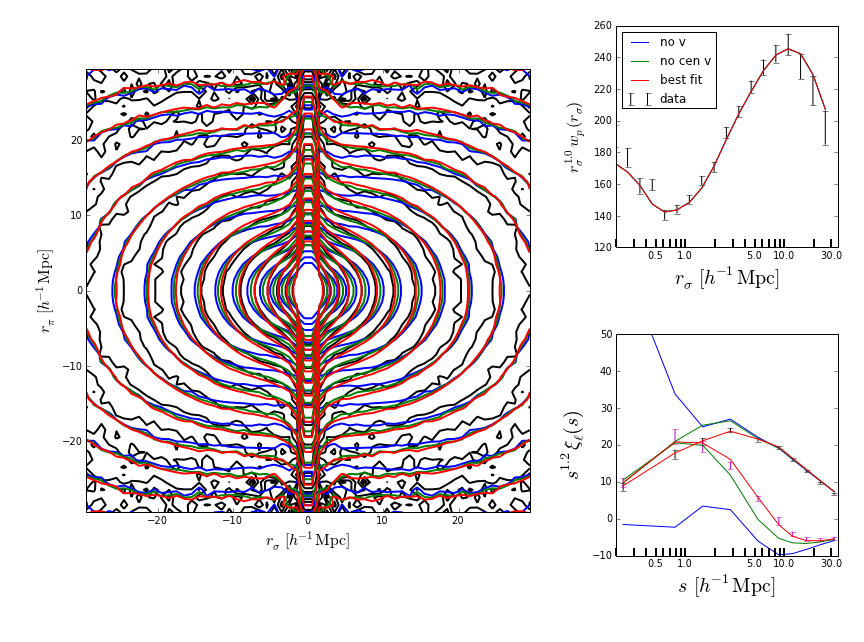 20
10
0
−10
−20
−20
−10
0
10
20
r_π [h⁻¹ Mpc]
r_σ [h⁻¹ Mpc]
260
240
220
200
180
160
140
120
no v
no cen v
best fit
data
r_σ^1.0 w_p(r_σ)
0.5 1.0 5.0 10.0 30.0
r_σ [h⁻¹ Mpc]
50
40
30
20
10
0
−10
s^1.2 ξ_ℓ(s)
0.5 1.0 5.0 10.0 30.0
s [h⁻¹ Mpc]